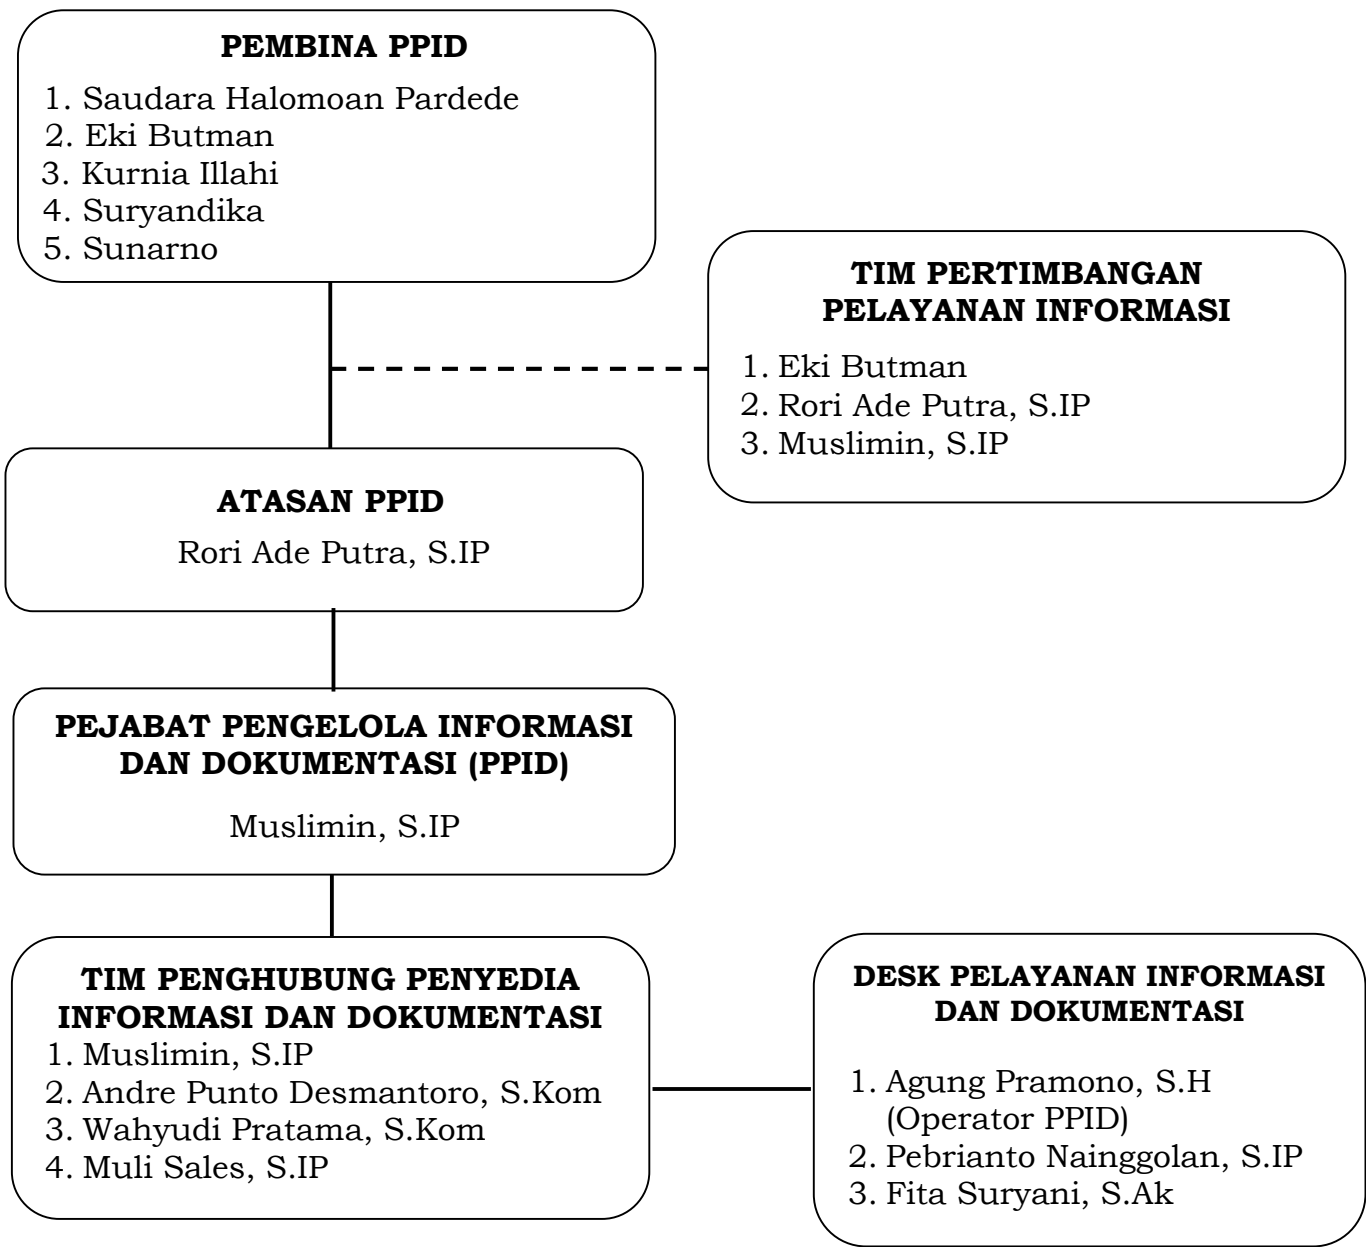 PEMBINA PPID
1. Saudara Halomoan Pardede
2. Eki Butman
3. Kurnia Illahi
4. Suryandika
5. Sunarno
TIM PERTIMBANGAN
PELAYANAN INFORMASI
1. Eki Butman
2. Rori Ade Putra, S.IP
3. Muslimin, S.IP
ATASAN PPID
Rori Ade Putra, S.IP
PEJABAT PENGELOLA INFORMASI
DAN DOKUMENTASI (PPID)
Muslimin, S.IP
TIM PENGHUBUNG PENYEDIA
INFORMASI DAN DOKUMENTASI
1. Muslimin, S.IP
2. Andre Punto Desmantoro, S.Kom
3. Wahyudi Pratama, S.Kom
4. Muli Sales, S.IP
DESK PELAYANAN INFORMASI
DAN DOKUMENTASI
1. Agung Pramono, S.H
(Operator PPID)
2. Pebrianto Nainggolan, S.IP
3. Fita Suryani, S.Ak